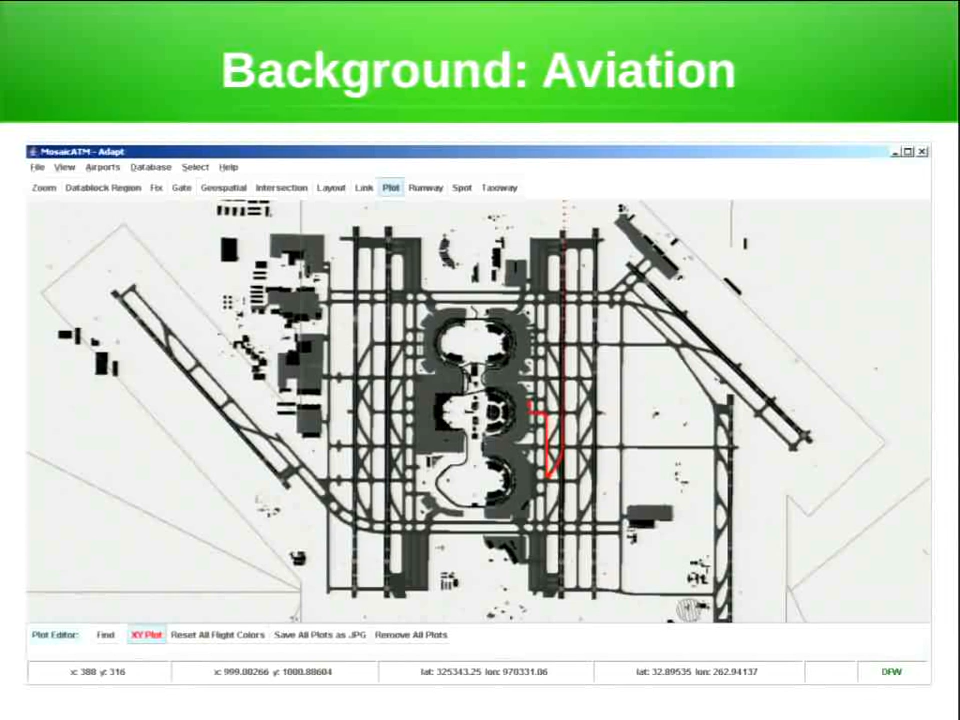 Background: Aviation
MosaicATM - Adapt
File View Airports Database Select Help
Zoom Datablock Region Fix Gate Geospatial Intersection Layout Link Plot Runway Spot Taxiway
Plot Editor: Find XY Plot Reset All Flight Colors Save All Plots as JPG Remove All Plots
x: 388 y: 316 x: 999.00266 y: 1000.88604 lat: 325343.25 lon: 970331.06 lat: 32.89535 lon: 262.94137 DFW